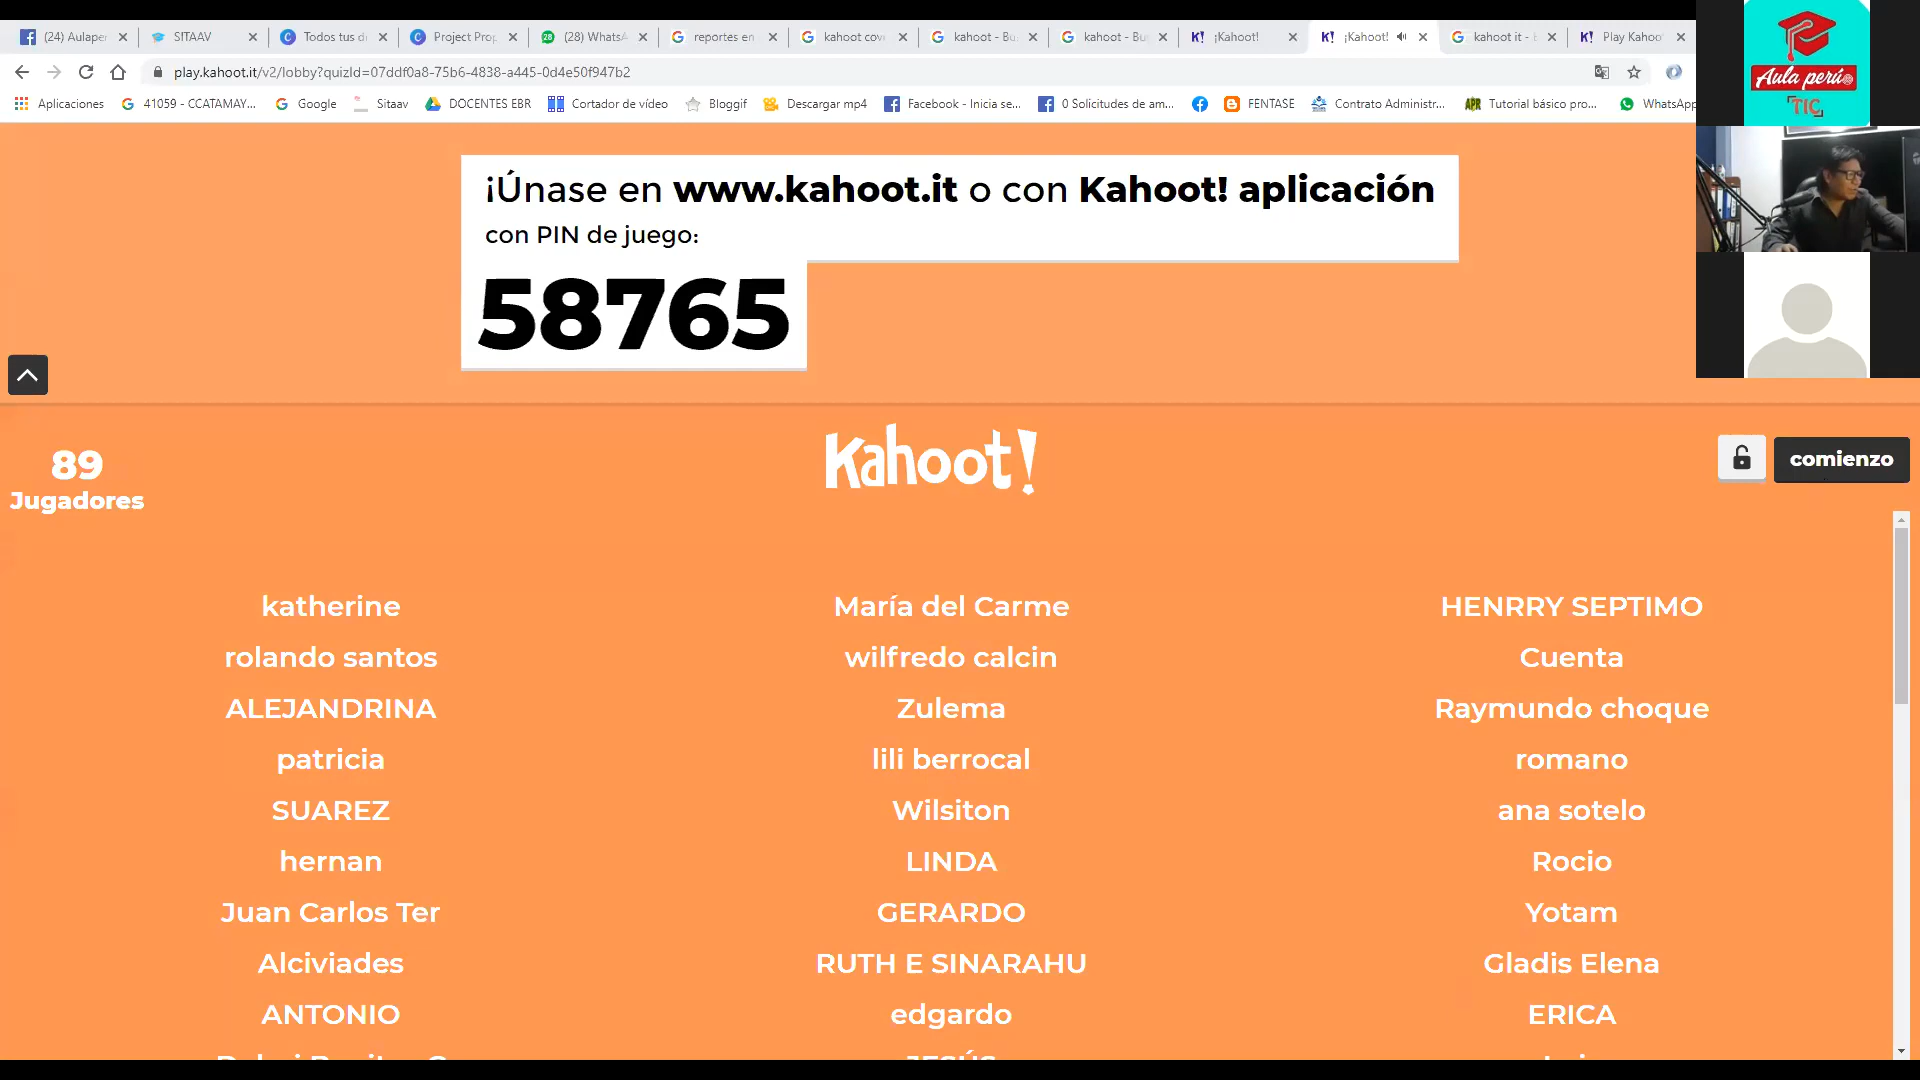 (24) Aulaper
SITAAV
Todos tus d
Project Prop
(28) WhatsA
reportes en
kahoot cov
kahoot - Bu
kahoot - Bu
¡Kahoot!
¡Kahoot!
kahoot it - b
Play Kahoo
play.kahoot.it/v2/lobby?quizId=07ddf0a8-75b6-4838-a445-0d4e50f947b2
Aplicaciones
41059 - CCATAMAY...
Google
Sitaav
DOCENTES EBR
Cortador de vídeo
Bloggif
Descargar mp4
Facebook - Inicia se...
0 Solicitudes de am...
FENTASE
Contrato Administr...
Tutorial básico pro...
WhatsApp
Aula perú
TIC
¡Únase en www.kahoot.it o con Kahoot! aplicación
con PIN de juego:
58765
89
Jugadores
Kahoot!
comienzo
katherine María del Carme HENRRY SEPTIMO
rolando santos wilfredo calcin Cuenta
ALEJANDRINA Zulema Raymundo choque
patricia lili berrocal romano
SUAREZ Wilsiton ana sotelo
hernan LINDA Rocio
Juan Carlos Ter GERARDO Yotam
Alciviades RUTH E SINARAHU Gladis Elena
ANTONIO edgardo ERICA
JESÚS